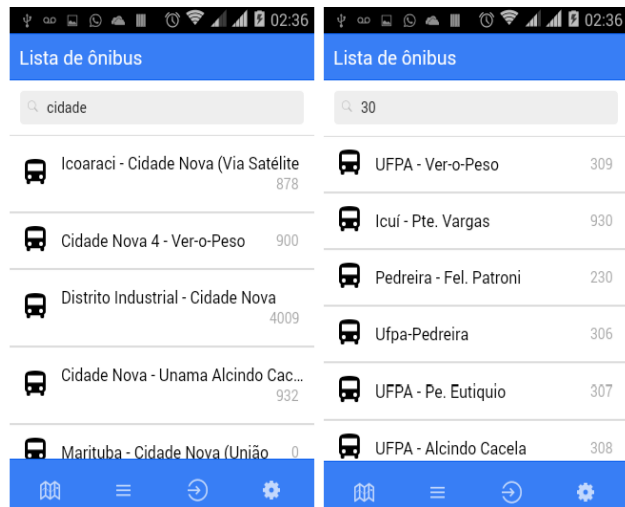 02:36
Lista de ônibus
cidade
Icoaraci - Cidade Nova (Via Satélite
878
Cidade Nova 4 - Ver-o-Peso 900
Distrito Industrial - Cidade Nova
4009
Cidade Nova - Unama Alcindo Cac...
932
Marituba - Cidade Nova (União 0
02:36
Lista de ônibus
30
UFPA - Ver-o-Peso 309
Icuí - Pte. Vargas 930
Pedreira - Fel. Patroni 230
Ufpa-Pedreira 306
UFPA - Pe. Eutiquio 307
UFPA - Alcindo Cacela 308